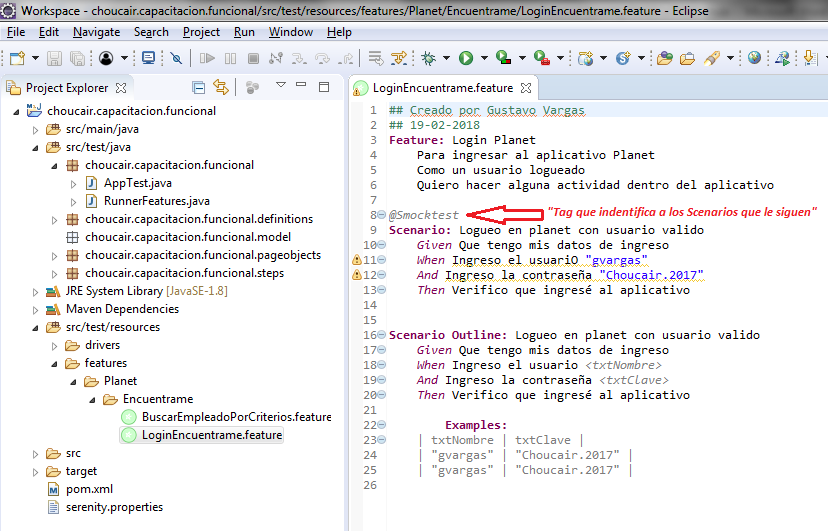 Workspace - choucair.capacitacion.funcional/src/test/resources/features/Planet/Encuentrame/LoginEncuentrame.feature - Eclipse
File Edit Navigate Search Project Run Window Help
Project Explorer
choucair.capacitacion.funcional
src/main/java
src/test/java
choucair.capacitacion.funcional
AppTest.java
RunnerFeatures.java
choucair.capacitacion.funcional.definitions
choucair.capacitacion.funcional.model
choucair.capacitacion.funcional.pageobjects
choucair.capacitacion.funcional.steps
JRE System Library [JavaSE-1.8]
Maven Dependencies
src/test/resources
drivers
features
Planet
Encuentrame
BuscarEmpleadoPorCriterios.feature
LoginEncuentrame.feature
src
target
pom.xml
serenity.properties
LoginEncuentrame.feature
1 ## Creado por Gustavo Vargas
2 ## 19-02-2018
3 Feature: Login Planet
4 Para ingresar al aplicativo Planet
5 Como un usuario logueado
6 Quiero hacer alguna actividad dentro del aplicativo
7
8 @Smocktest "Tag que indentifica a los Scenarios que le siguen"
9 Scenario: Logueo en planet con usuario valido
10 Given Que tengo mis datos de ingreso
11 When Ingreso el usuariO "gvargas"
12 And Ingreso la contraseña "Choucair.2017"
13 Then Verifico que ingresé al aplicativo
14
15
16 Scenario Outline: Logueo en planet con usuario valido
17 Given Que tengo mis datos de ingreso
18 When Ingreso el usuario <txtNombre>
19 And Ingreso la contraseña <txtClave>
20 Then Verifico que ingresé al aplicativo
21
22 Examples:
23 | txtNombre | txtClave |
24 | "gvargas" | "Choucair.2017" |
25 | "gvargas" | "Choucair.2017" |
26